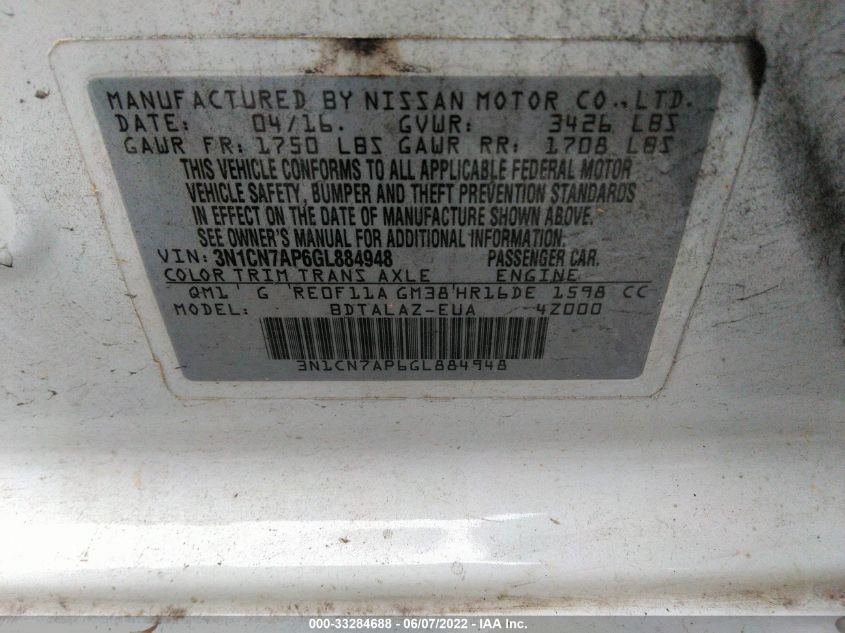 MANUFACTURED BY NISSAN MOTOR CO.,LTD.
DATE: 04/16. GVWR: 3426 LBS
GAWR FR: 1750 LBS GAWR RR: 1708 LBS
THIS VEHICLE CONFORMS TO ALL APPLICABLE FEDERAL MOTOR
VEHICLE SAFETY, BUMPER AND THEFT PREVENTION STANDARDS
IN EFFECT ON THE DATE OF MANUFACTURE SHOWN ABOVE.
SEE OWNER'S MANUAL FOR ADDITIONAL INFORMATION.
VIN: 3N1CN7AP6GL884948 PASSENGER CAR.
COLOR TRIM TRANS AXLE ENGINE
QM1 G RE0F11A GM38 HR16DE 1598 CC
MODEL: BDTALAZ-EUA 4Z000
3N1CN7AP6GL884948
000-33284688 - 06/07/2022 - IAA Inc.